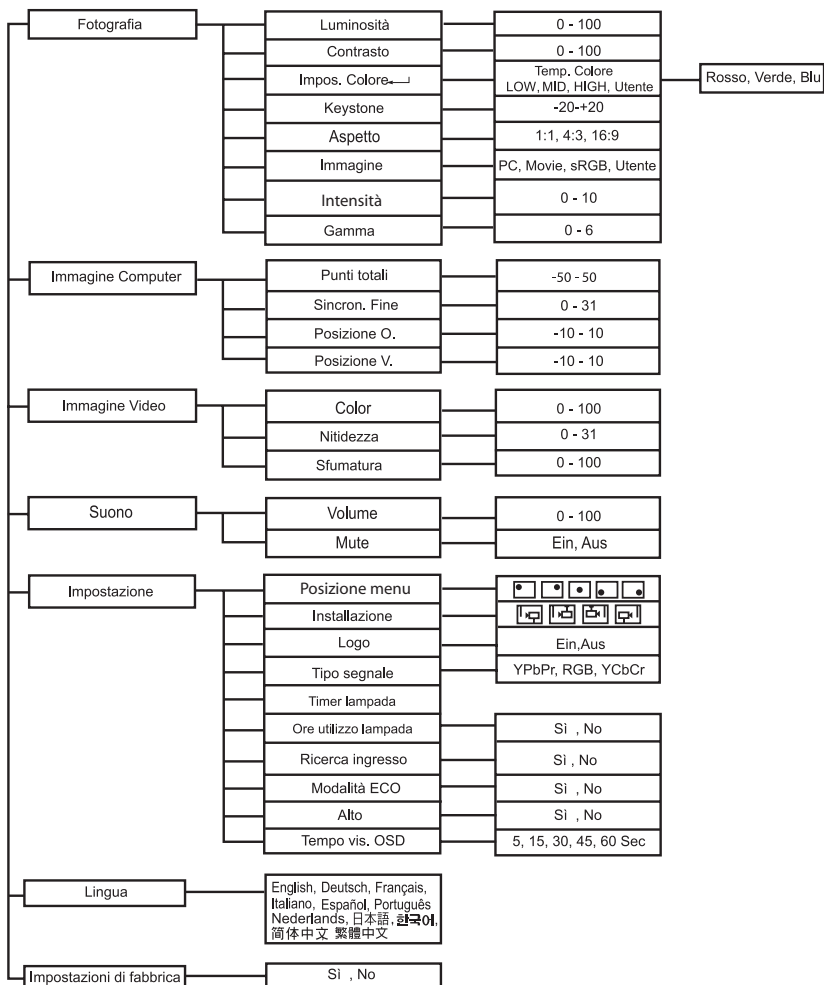 Fotografia
Luminosità
0 - 100
Contrasto
0 - 100
Impos. Colore
Temp. Colore
LOW, MID, HIGH, Utente
Rosso, Verde, Blu
Keystone
-20-+20
Aspetto
1:1, 4:3, 16:9
Immagine
PC, Movie, sRGB, Utente
Intensità
0 - 10
Gamma
0 - 6
Immagine Computer
Punti totali
-50 - 50
Sincron. Fine
0 - 31
Posizione O.
-10 - 10
Posizione V.
-10 - 10
Immagine Video
Color
0 - 100
Nitidezza
0 - 31
Sfumatura
0 - 100
Suono
Volume
0 - 100
Mute
Ein, Aus
Impostazione
Posizione menu
Installazione
Logo
Ein,Aus
Tipo segnale
YPbPr, RGB, YCbCr
Timer lampada
Ore utilizzo lampada
Sì , No
Ricerca ingresso
Sì , No
Modalità ECO
Sì , No
Alto
Sì , No
Tempo vis. OSD
5, 15, 30, 45, 60 Sec
Lingua
English, Deutsch, Français,
Italiano, Español, Português
Nederlands, 日本語, 한국어,
简体中文 繁體中文
Impostazioni di fabbrica
Sì , No